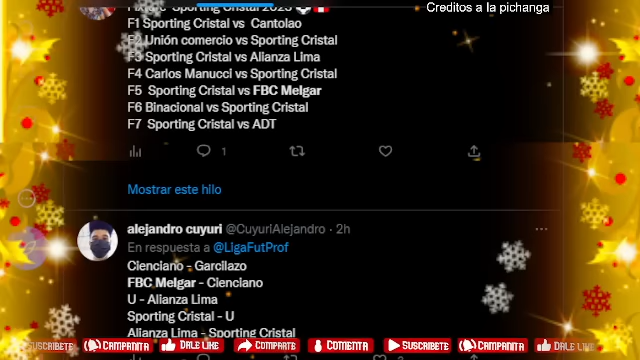 Sporting Cristal 2023
Creditos a la pichanga
F1 Sporting Cristal vs Cantolao
F2 Unión comercio vs Sporting Cristal
F3 Sporting Cristal vs Alianza Lima
F4 Carlos Manucci vs Sporting Cristal
F5 Sporting Cristal vs FBC Melgar
F6 Binacional vs Sporting Cristal
F7 Sporting Cristal vs ADT
1
Mostrar este hilo
alejandro cuyuri @CuyuriAlejandro · 2h
En respuesta a @LigaFutProf
Cienciano - Garcilazo
FBC Melgar - Cienciano
U - Alianza Lima
Sporting Cristal - U
Alianza Lima - Sporting Cristal
SUSCRIBETE CAMPANITA DALE LIKE COMPARTE COMENTA SUSCRIBETE CAMPANITA DALE LIKE